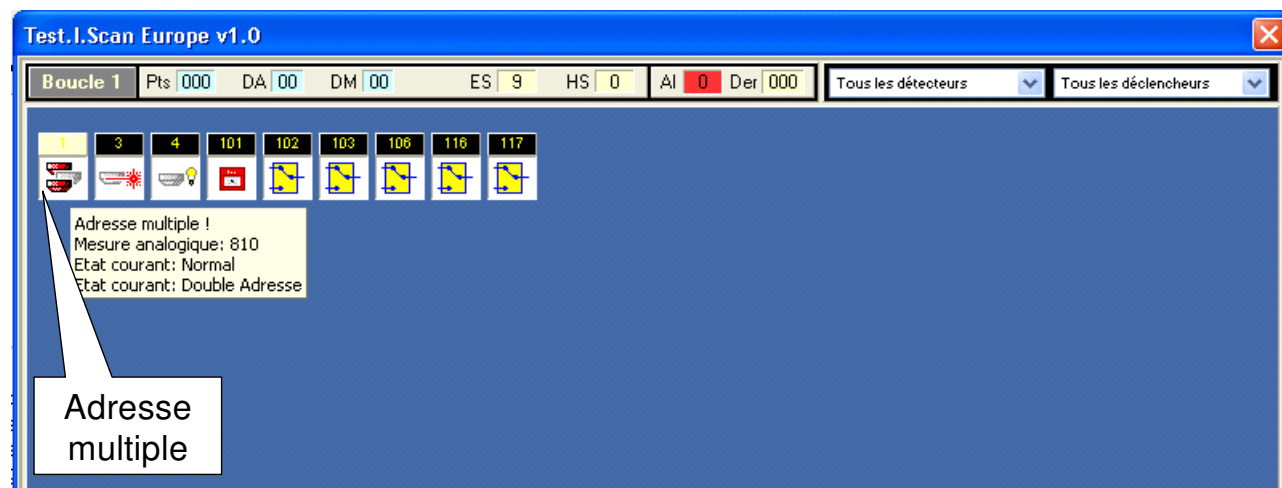 Test.I.Scan Europe v1.0
Boucle 1 Pts 000 DA 00 DM 00 ES 9 HS 0 Al 0 Der 000 Tous les détecteurs Tous les déclencheurs
1 3 4 101 102 103 106 116 117
Adresse multiple !
Mesure analogique: 810
Etat courant: Normal
Etat courant: Double Adresse
Adresse
multiple